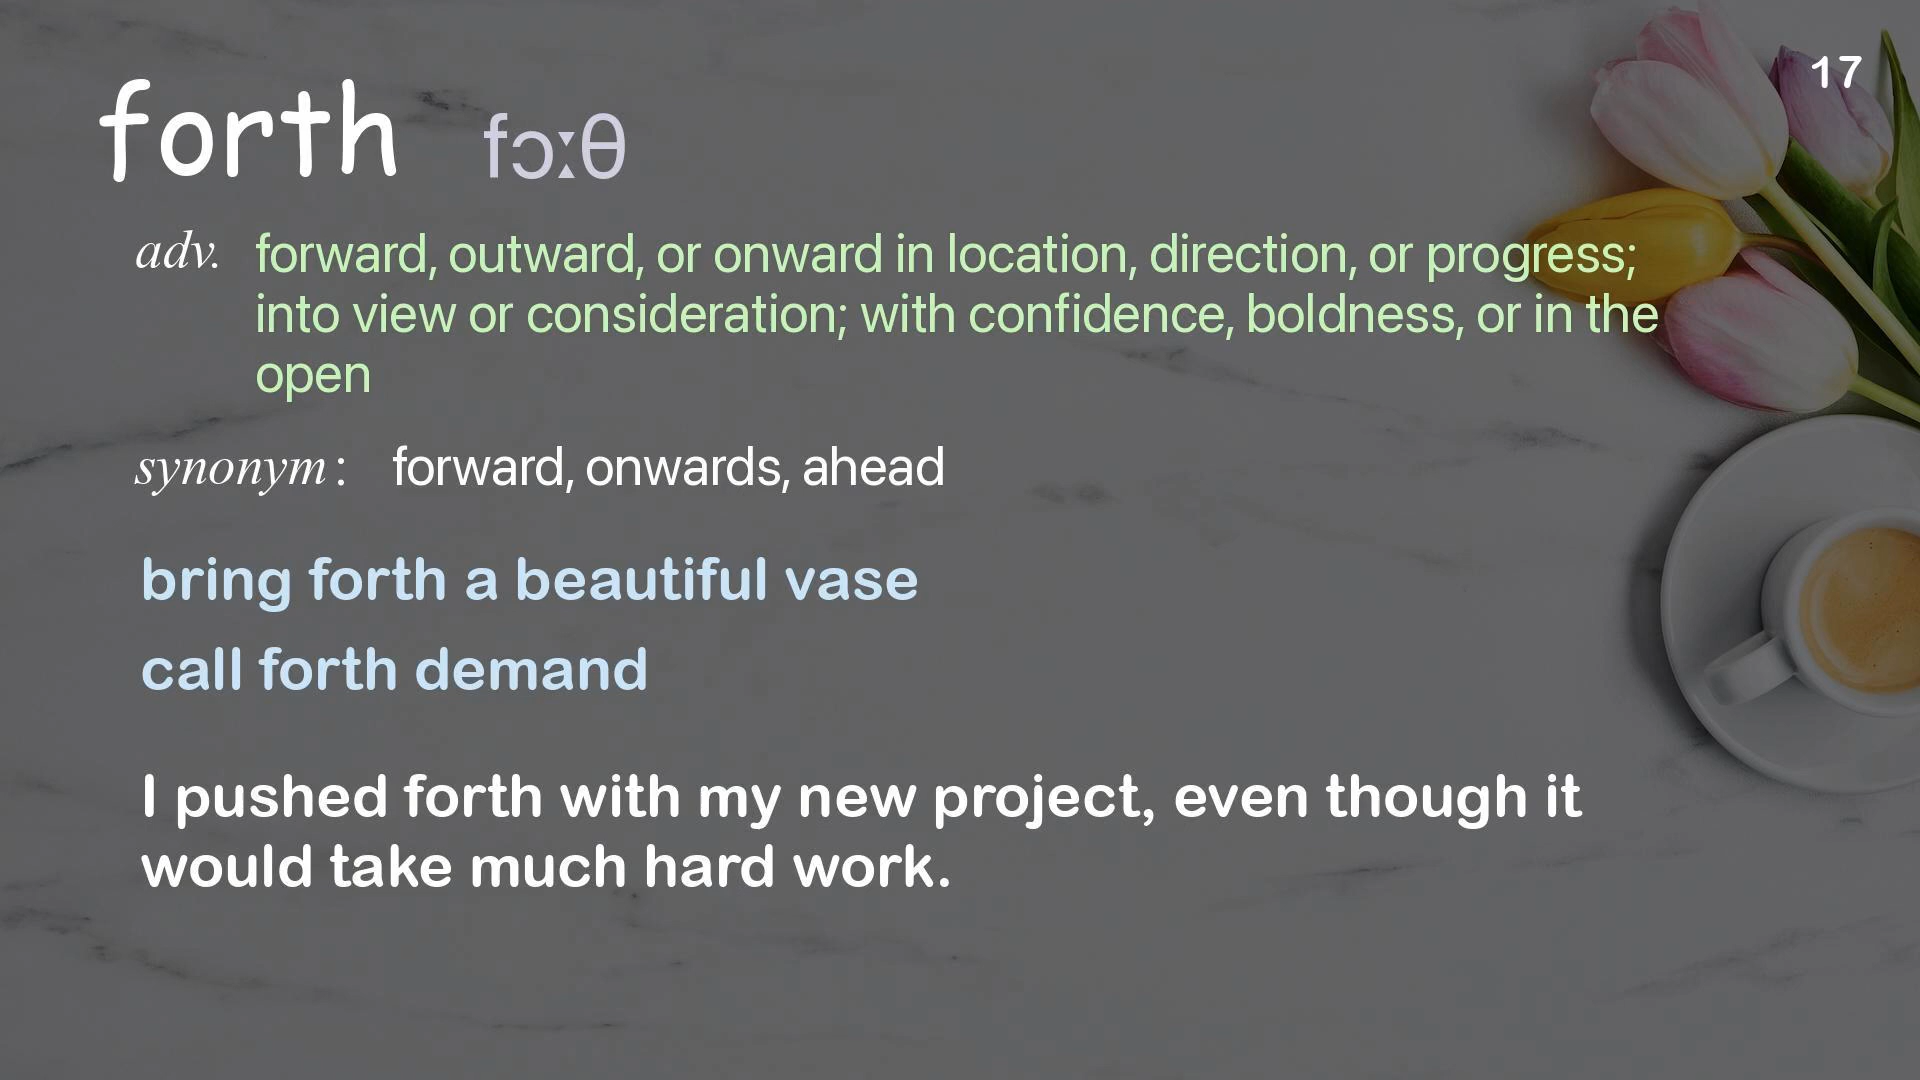 17
forth fɔːθ
adv. forward, outward, or onward in location, direction, or progress;
into view or consideration; with confidence, boldness, or in the
open
synonym: forward, onwards, ahead
bring forth a beautiful vase
call forth demand
I pushed forth with my new project, even though it
would take much hard work.